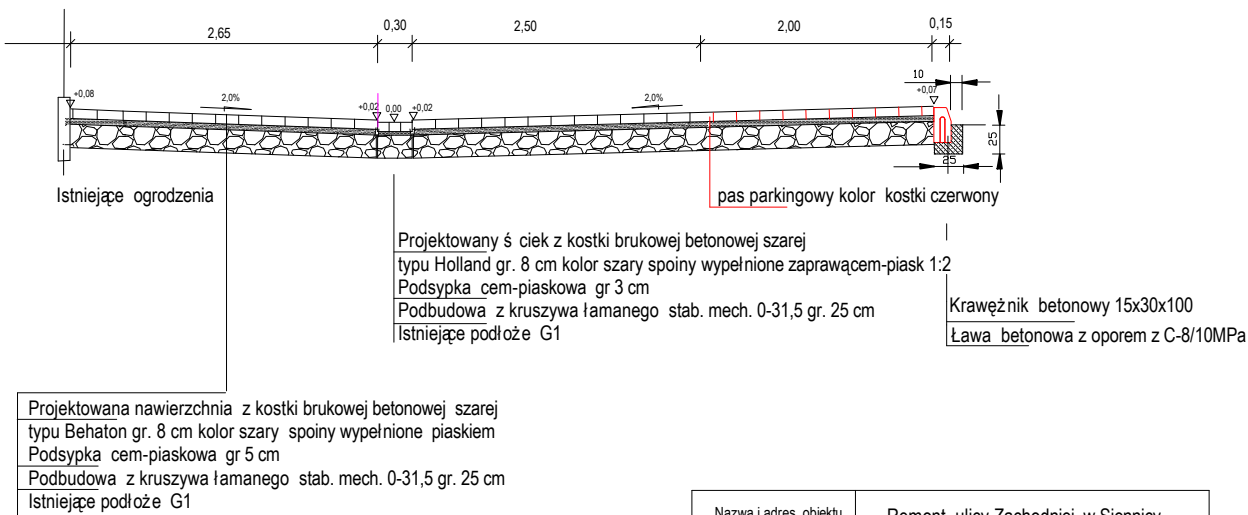 2,65
0,30
2,50
2,00
0,15
10
+0,08
2,0%
+0,02
0,00
+0,02
2,0%
+0,07
25
25
Istniejące ogrodzenia
pas parkingowy kolor kostki czerwony
Projektowany ś ciek z kostki brukowej betonowej szarej
typu Holland gr. 8 cm kolor szary spoiny wypełnione zaprawącem-piask 1:2
Podsypka cem-piaskowa gr 3 cm
Podbudowa z kruszywa łamanego stab. mech. 0-31,5 gr. 25 cm
Istniejące podłoże G1
Krawężnik betonowy 15x30x100
Ława betonowa z oporem z C-8/10MPa
Projektowana nawierzchnia z kostki brukowej betonowej szarej
typu Behaton gr. 8 cm kolor szary spoiny wypełnione piaskiem
Podsypka cem-piaskowa gr 5 cm
Podbudowa z kruszywa łamanego stab. mech. 0-31,5 gr. 25 cm
Istniejące podłoże G1
Nazwa i adres obiektu
Remont ulicy Zachodniej w Siennicy